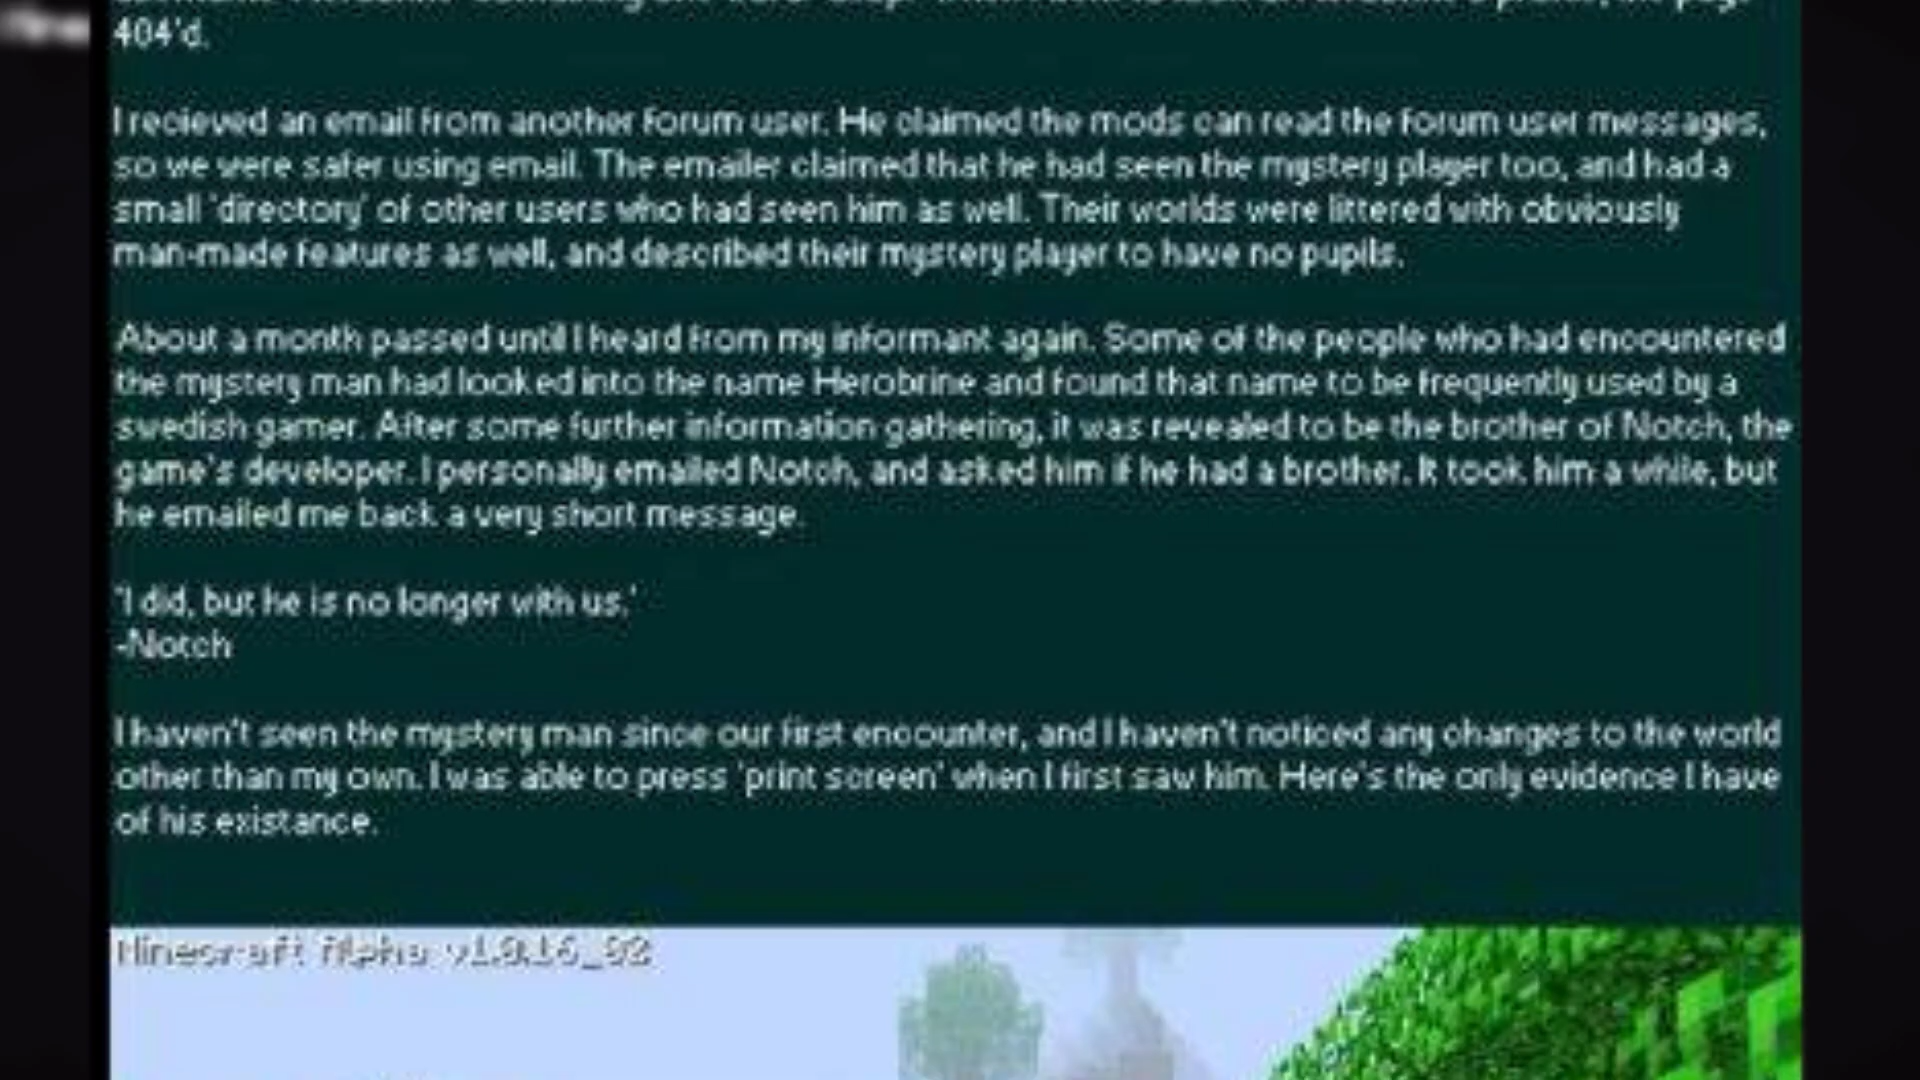 404'd.
I recieved an email from another forum user. He claimed the mods can read the forum user messages,
so we were safer using email. The emailer claimed that he had seen the mystery player too, and had a
small 'directory' of other users who had seen him as well. Their worlds were littered with obviously
man-made features as well, and described their mystery player to have no pupils.
About a month passed until I heard from my informant again. Some of the people who had encountered
the mystery man had looked into the name Herobrine and found that name to be frequently used by a
swedish gamer. After some further information gathering, it was revealed to be the brother of Notch, the
game's developer. I personally emailed Notch, and asked him if he had a brother. It took him a while, but
he emailed me back a very short message.
'I did, but he is no longer with us.'
-Notch
I haven't seen the mystery man since our first encounter, and I haven't noticed any changes to the world
other than my own. I was able to press 'print screen' when I first saw him. Here's the only evidence I have
of his existance.
Minecraft Alpha v1.0.16_02